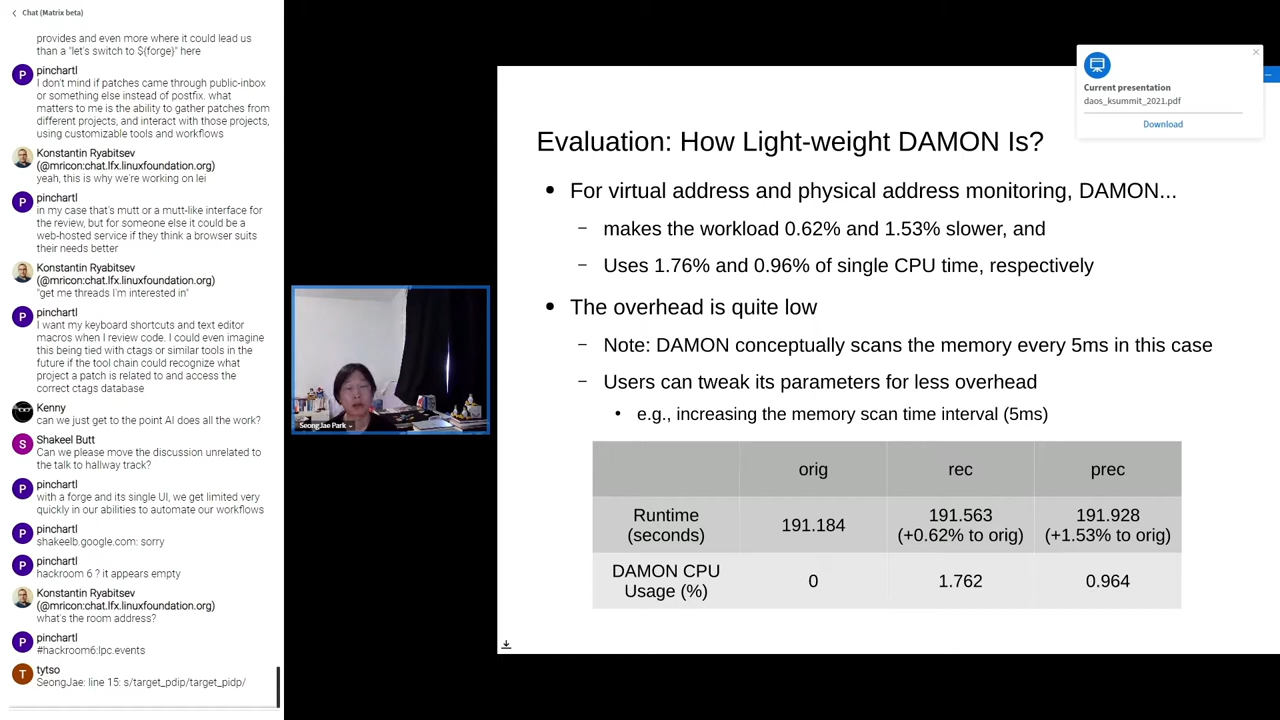 Chat (Matrix beta)
provides and even more where it could lead us
than a "let's switch to ${forge}" here
pinchartl
I don't mind if patches came through public-inbox
or something else instead of postfix. what
matters to me is the ability to gather patches from
different projects, and interact with those projects,
using customizable tools and workflows
Konstantin Ryabitsev
(@mricon:chat.lfx.linuxfoundation.org)
yeah, this is why we're working on lei
pinchartl
in my case that's mutt or a mutt-like interface for
the review, but for someone else it could be a
web-hosted service if they think a browser suits
their needs better
Konstantin Ryabitsev
(@mricon:chat.lfx.linuxfoundation.org)
"get me threads I'm interested in"
pinchartl
I want my keyboard shortcuts and text editor
macros when I review code. I could even imagine
this being tied with ctags or similar tools in the
future if the tool chain could recognize what
project a patch is related to and access the
correct ctags database
Kenny
can we just get to the point AI does all the work?
Shakeel Butt
Can we please move the discussion unrelated to
the talk to hallway track?
pinchartl
with a forge and its single UI, we get limited very
quickly in our abilities to automate our workflows
pinchartl
shakeelb.google.com: sorry
pinchartl
hackroom 6 ? it appears empty
Konstantin Ryabitsev
(@mricon:chat.lfx.linuxfoundation.org)
what's the room address?
pinchartl
#hackroom6:lpc.events
tytso
SeongJae: line 15: s/target_pdip/target_pidp/
P
P
P
P
S
P
P
P
P
T
SeongJae Park
Current presentation
daos_ksummit_2021.pdf
Download
Evaluation: How Light-weight DAMON Is?
• For virtual address and physical address monitoring, DAMON...
– makes the workload 0.62% and 1.53% slower, and
– Uses 1.76% and 0.96% of single CPU time, respectively
• The overhead is quite low
– Note: DAMON conceptually scans the memory every 5ms in this case
– Users can tweak its parameters for less overhead
• e.g., increasing the memory scan time interval (5ms)
orig rec prec
Runtime
(seconds)
191.184
191.563
(+0.62% to orig)
191.928
(+1.53% to orig)
DAMON CPU
Usage (%)
0 1.762 0.964